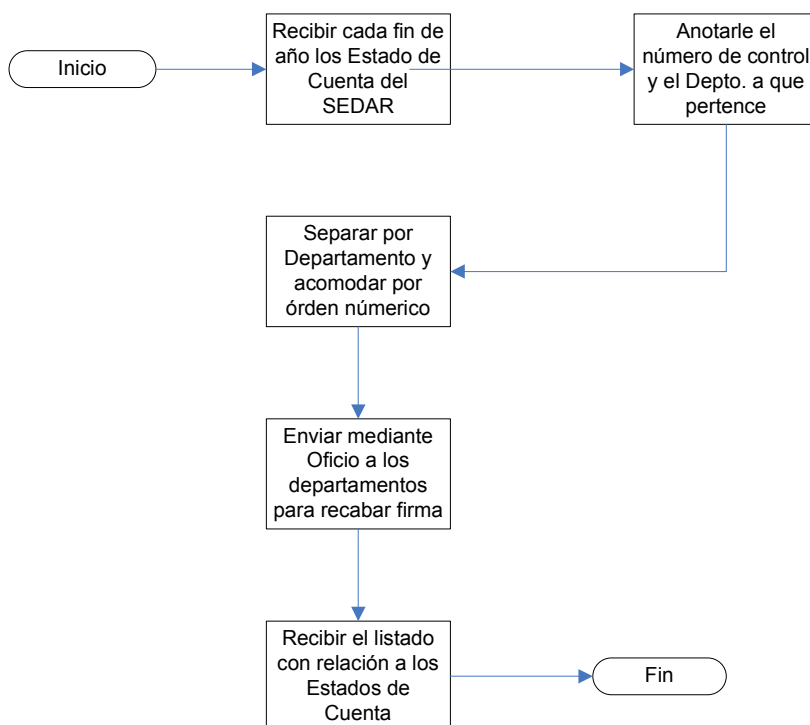 Inicio
Recibir cada fin de
año los Estado de
Cuenta del
SEDAR
Anotarle el
número de control
y el Depto. a que
pertence
Separar por
Departamento y
acomodar por
órden númerico
Enviar mediante
Oficio a los
departamentos
para recabar firma
Recibir el listado
con relación a los
Estados de
Cuenta
Fin